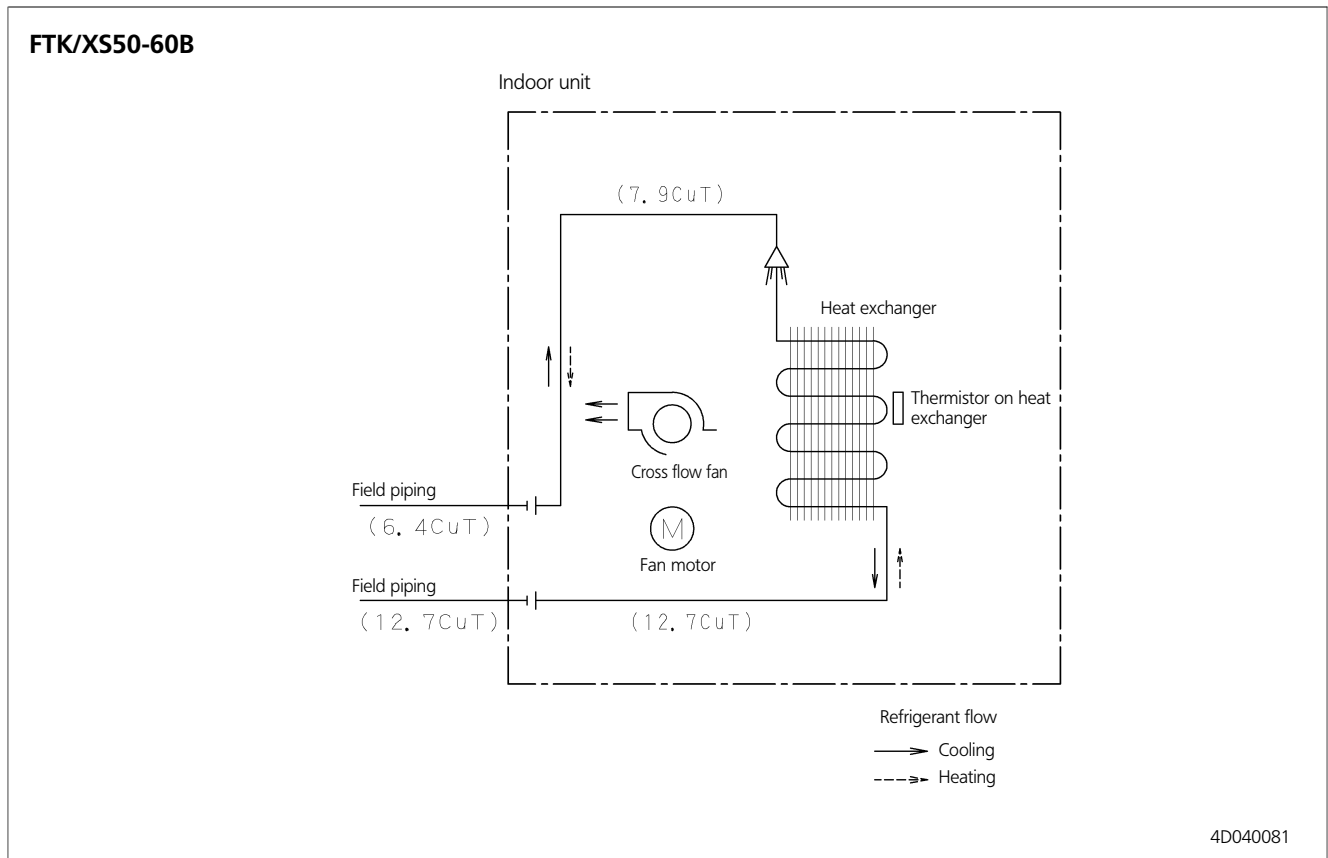 FTK/XS50-60B
Indoor unit
(7. 9CuT)
Heat exchanger
Thermistor on heat
exchanger
Cross flow fan
Field piping
(6. 4CuT)
M
Fan motor
Field piping
(12. 7CuT)
(12. 7CuT)
Refrigerant flow
Cooling
Heating
4D040081